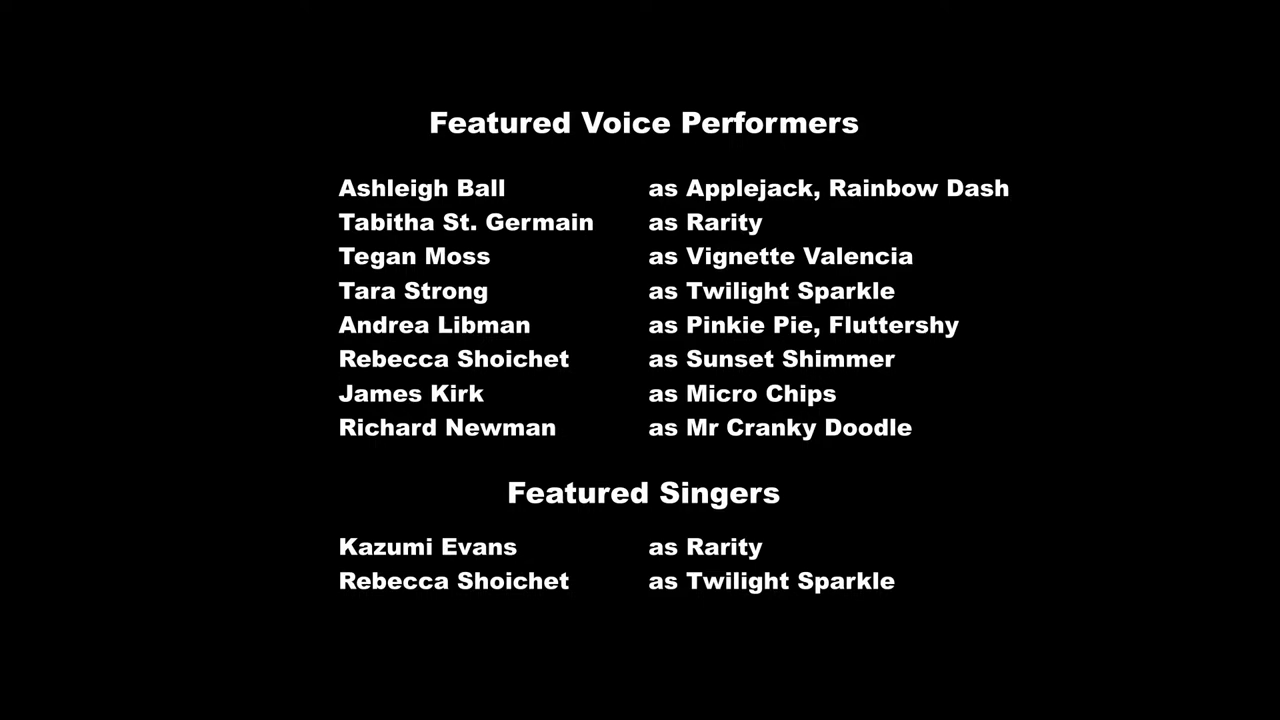 Featured Voice Performers
Ashleigh Ball as Applejack, Rainbow Dash
Tabitha St. Germain as Rarity
Tegan Moss as Vignette Valencia
Tara Strong as Twilight Sparkle
Andrea Libman as Pinkie Pie, Fluttershy
Rebecca Shoichet as Sunset Shimmer
James Kirk as Micro Chips
Richard Newman as Mr Cranky Doodle
Featured Singers
Kazumi Evans as Rarity
Rebecca Shoichet as Twilight Sparkle